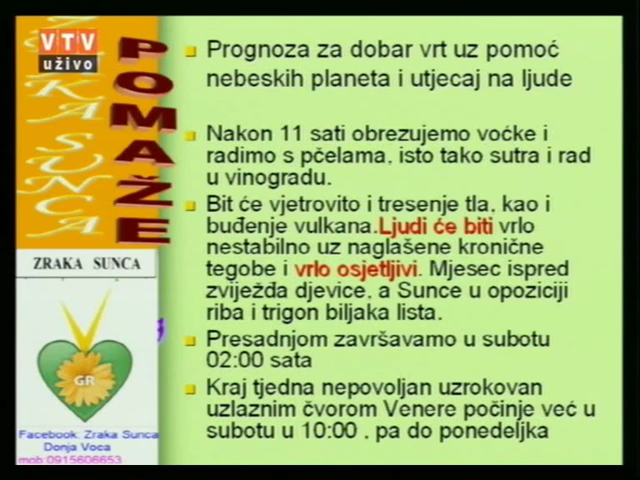 VTV
uživo
ZRAKA SUNCA
POMAŽE
Prognoza za dobar vrt uz pomoć
nebeskih planeta i utjecaj na ljude
Nakon 11 sati obrezujemo voćke i
radimo s pčelama, isto tako sutra i rad
u vinogradu.
Bit će vjetrovito i tresenje tla, kao i
buđenje vulkana.Ljudi će biti vrlo
nestabilno uz naglašene kronične
tegobe i vrlo osjetljivi. Mjesec ispred
zviježđa djevice, a Sunce u opoziciji
riba i trigon biljaka lista.
Presadnjom završavamo u subotu
02:00 sata
Kraj tjedna nepovoljan uzrokovan
uzlaznim čvorom Venere počinje već u
subotu u 10:00 , pa do ponedeljka
ZRAKA SUNCA
GR
Facebook: Zraka Sunca
Donja Voca
mob:0915606653